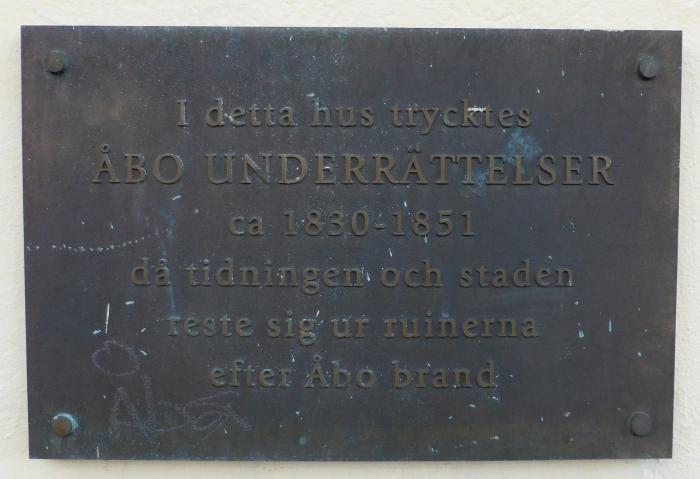 I detta hus trycktes
ÅBO UNDERRÄTTELSER
ca 1830-1851
då tidningen och staden
reste sig ur ruinerna
efter Åbo brand